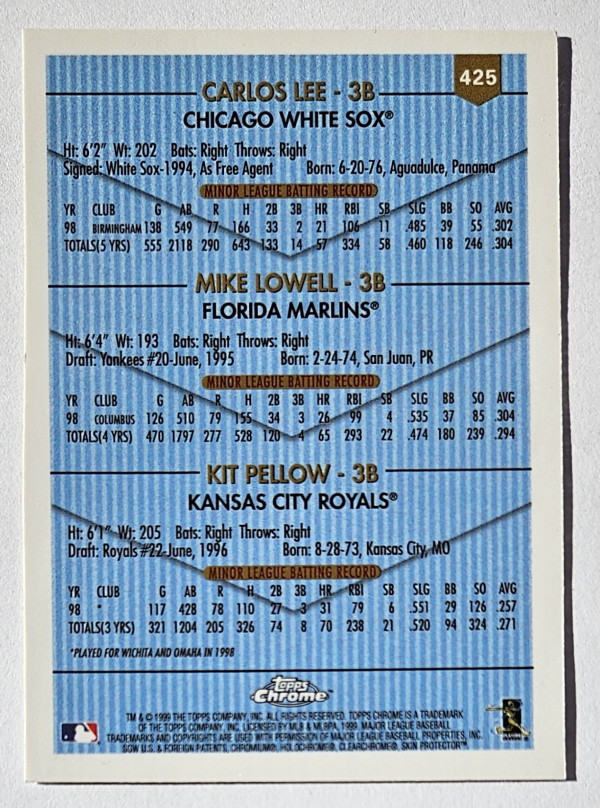 425
CARLOS LEE - 3B
CHICAGO WHITE SOX®
Ht: 6'2" Wt: 202 Bats: Right Throws: Right
Signed: White Sox-1994, As Free Agent Born: 6-20-76, Aguadulce, Panama
MINOR LEAGUE BATTING RECORD
YR CLUB G AB R H 2B 3B HR RBI SB SLG BB SO AVG
98 BIRMINGHAM 138 549 77 166 33 2 21 106 11 .485 39 55 .302
TOTALS(5 YRS) 555 2118 290 643 133 14 57 334 58 .460 118 246 .304
MIKE LOWELL - 3B
FLORIDA MARLINS®
Ht: 6'4" Wt: 193 Bats: Right Throws: Right
Draft: Yankees #20-June, 1995 Born: 2-24-74, San Juan, PR
MINOR LEAGUE BATTING RECORD
YR CLUB G AB R H 2B 3B HR RBI SB SLG BB SO AVG
98 COLUMBUS 126 510 79 155 34 3 26 99 4 .535 37 85 .304
TOTALS(4 YRS) 470 1797 277 528 120 4 65 293 22 .474 180 239 .294
KIT PELLOW - 3B
KANSAS CITY ROYALS®
Ht: 6'1" Wt: 205 Bats: Right Throws: Right
Draft: Royals #22-June, 1996 Born: 8-28-73, Kansas City, MO
MINOR LEAGUE BATTING RECORD
YR CLUB G AB R H 2B 3B HR RBI SB SLG BB SO AVG
98 * 117 428 78 110 27 3 31 79 6 .551 29 126 .257
TOTALS(3 YRS) 321 1204 205 326 74 8 70 238 21 .520 94 324 .271
*PLAYED FOR WICHITA AND OMAHA IN 1998
Topps Chrome
TM & © 1999 THE TOPPS COMPANY, INC. ALL RIGHTS RESERVED. TOPPS CHROME IS A TRADEMARK
OF THE TOPPS COMPANY, INC. LICENSED BY MLB & MLBPA, 1999. MAJOR LEAGUE BASEBALL
TRADEMARKS AND COPYRIGHTS ARE USED WITH PERMISSION OF MAJOR LEAGUE BASEBALL PROPERTIES, INC.
SGW U.S. & FOREIGN PATENTS, CHROMIUM®, HOLOCHROME®, CLEARCHROME®, SKIN PROTECTOR™